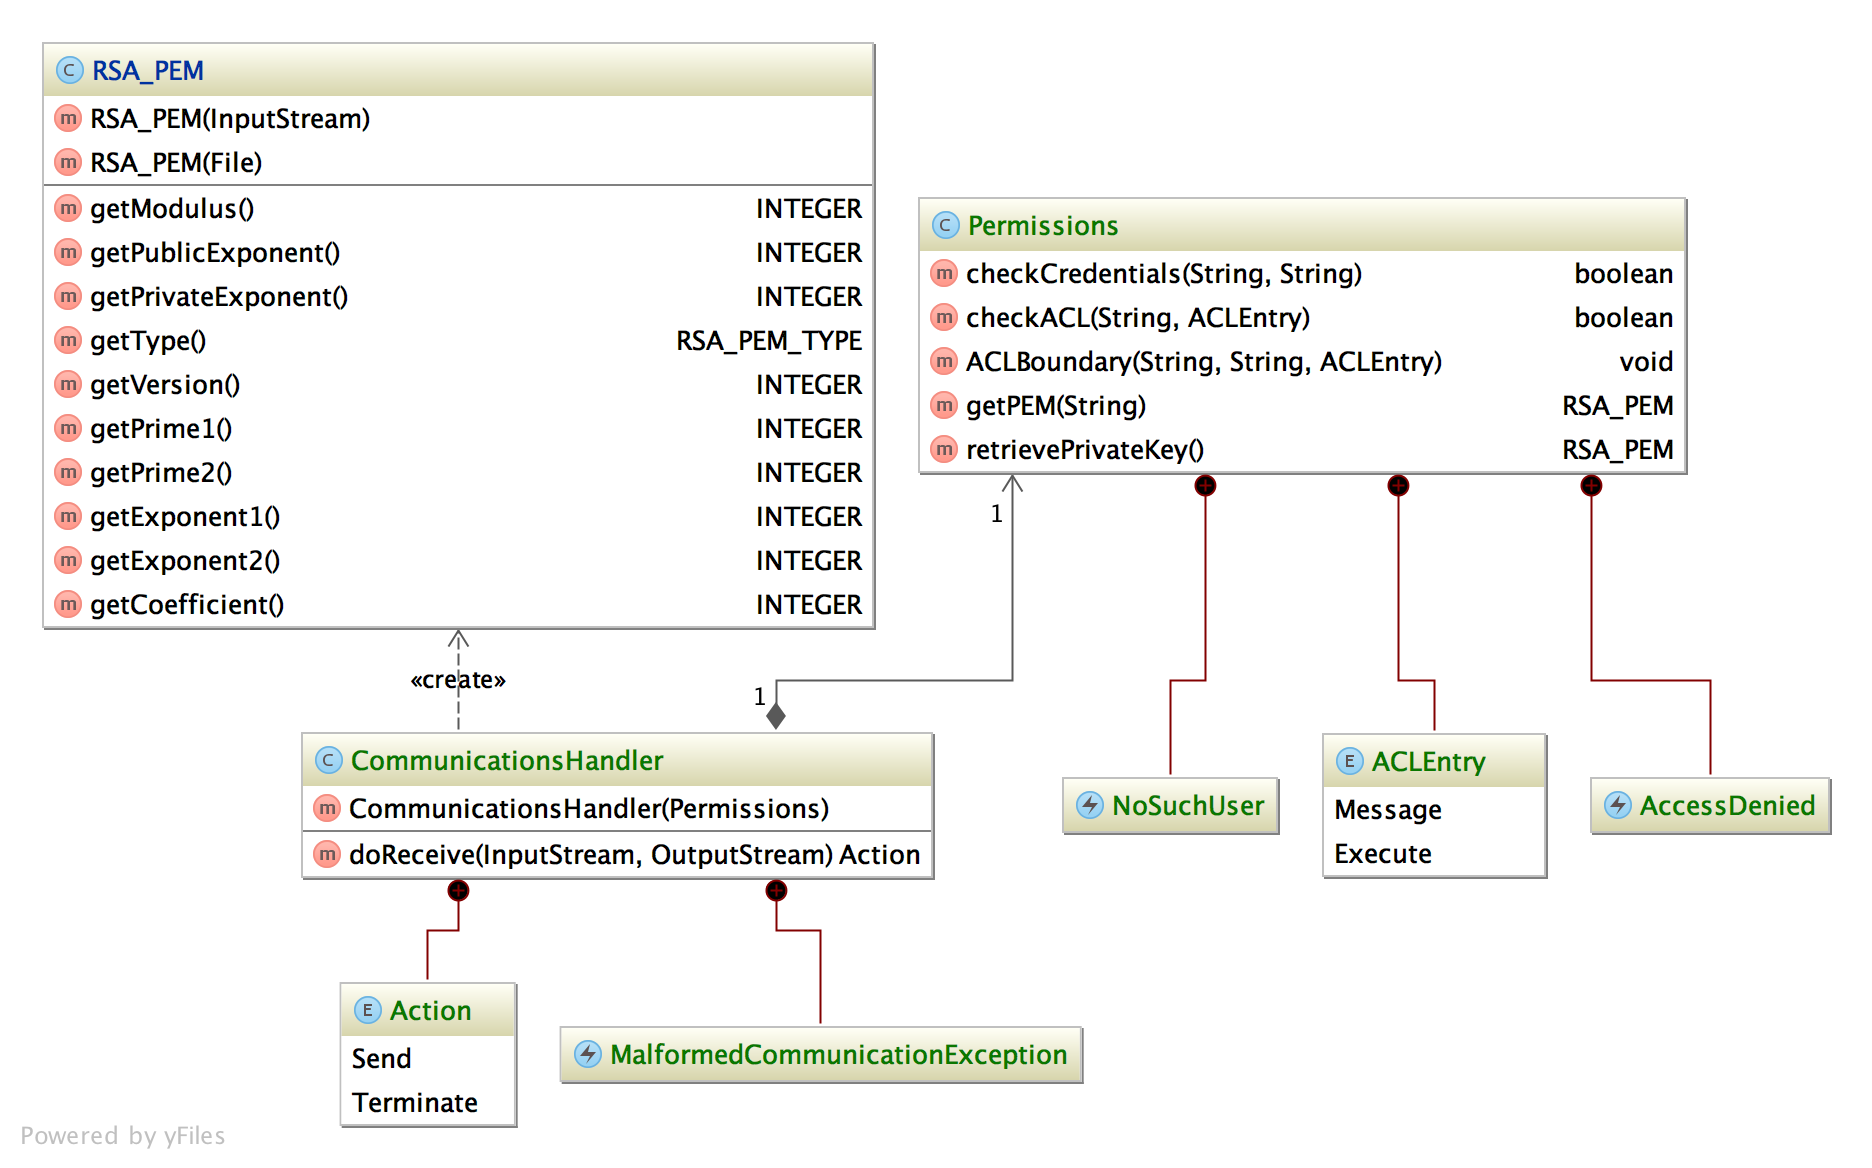 C RSA_PEM
m RSA_PEM(InputStream)
m RSA_PEM(File)
m getModulus() INTEGER
m getPublicExponent() INTEGER
m getPrivateExponent() INTEGER
m getType() RSA_PEM_TYPE
m getVersion() INTEGER
m getPrime1() INTEGER
m getPrime2() INTEGER
m getExponent1() INTEGER
m getExponent2() INTEGER
m getCoefficient() INTEGER
C Permissions
m checkCredentials(String, String) boolean
m checkACL(String, ACLEntry) boolean
m ACLBoundary(String, String, ACLEntry) void
m getPEM(String) RSA_PEM
m retrievePrivateKey() RSA_PEM
1
«create»
1
C CommunicationsHandler
m CommunicationsHandler(Permissions)
m doReceive(InputStream, OutputStream) Action
NoSuchUser
E ACLEntry
Message
Execute
AccessDenied
E Action
Send
Terminate
MalformedCommunicationException
Powered by yFiles